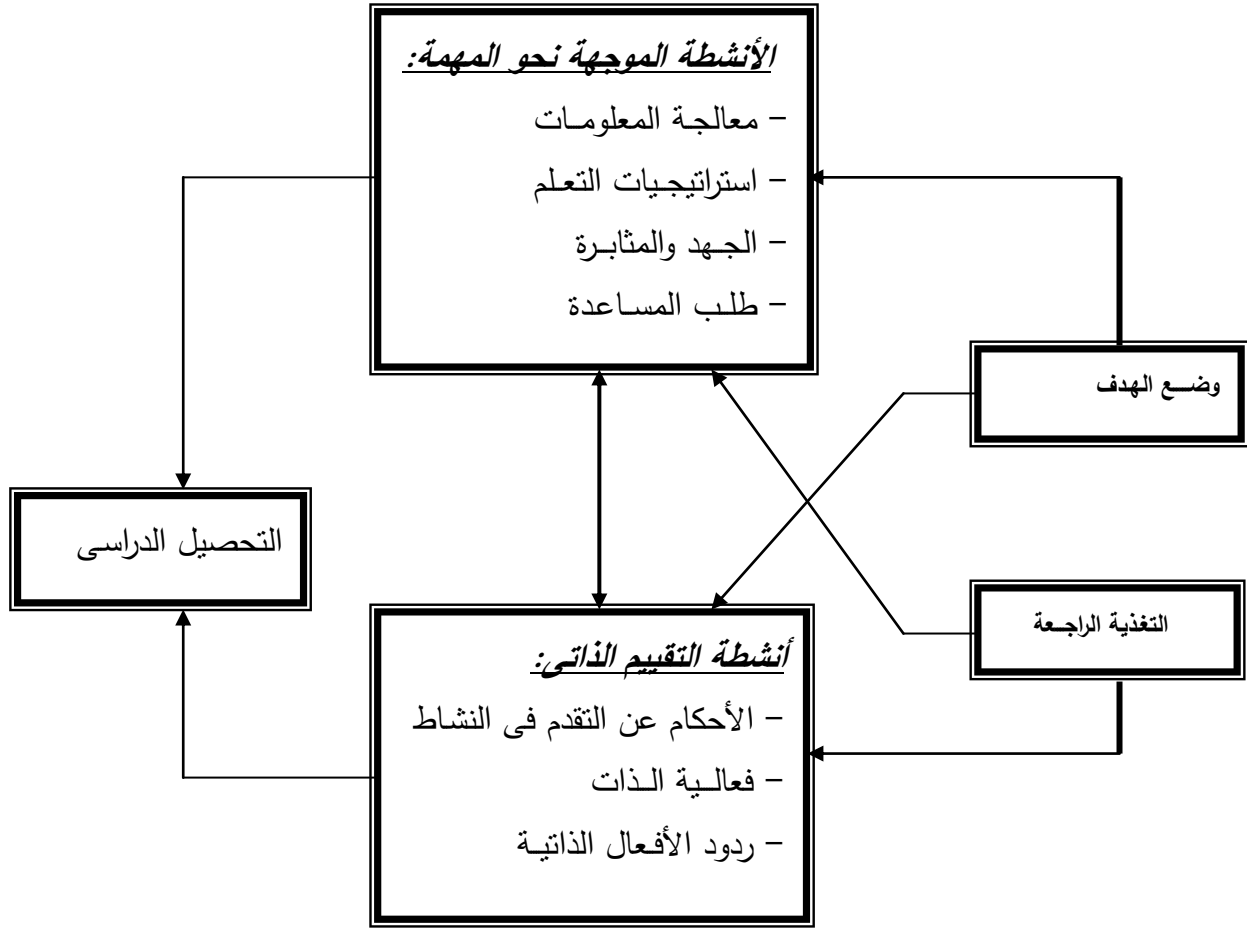 الأنشطة الموجهة نحو المهمة:
– معالجة المعلومات
– استراتيجيات التعلم
– الجهد والمثابرة
– طلب المساعدة
وضع الهدف
التحصيل الدراسى
التغذية الراجعة
أنشطة التقييم الذاتى:
– الأحكام عن التقدم فى النشاط
– فعالية الذات
– ردود الأفعال الذاتية